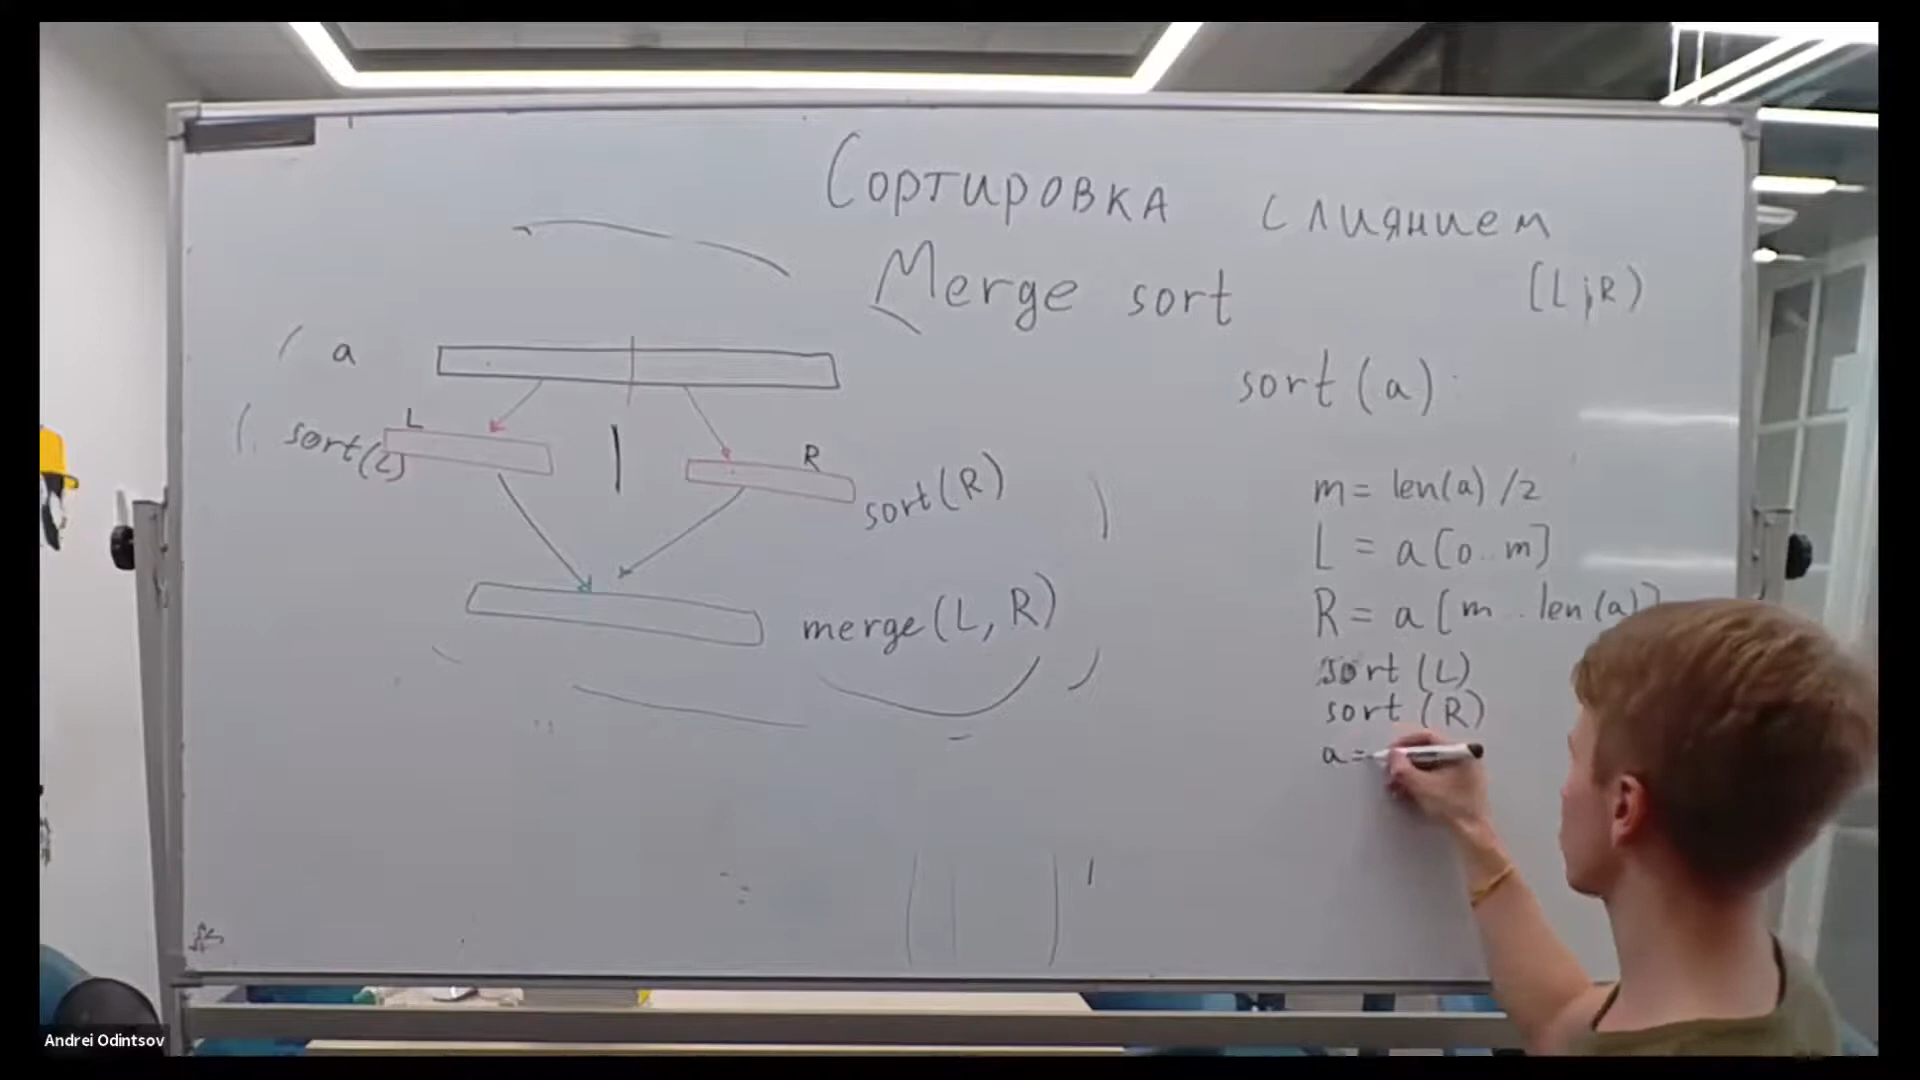 Сортировка слиянием
Merge sort
[L;R)
a
sort(a):
L
sort(L)
R
sort(R)
merge(L, R)
m = len(a)/2
L = a[0..m]
R = a[m..len(a)]
sort(L)
sort(R)
a=
Andrei Odintsov